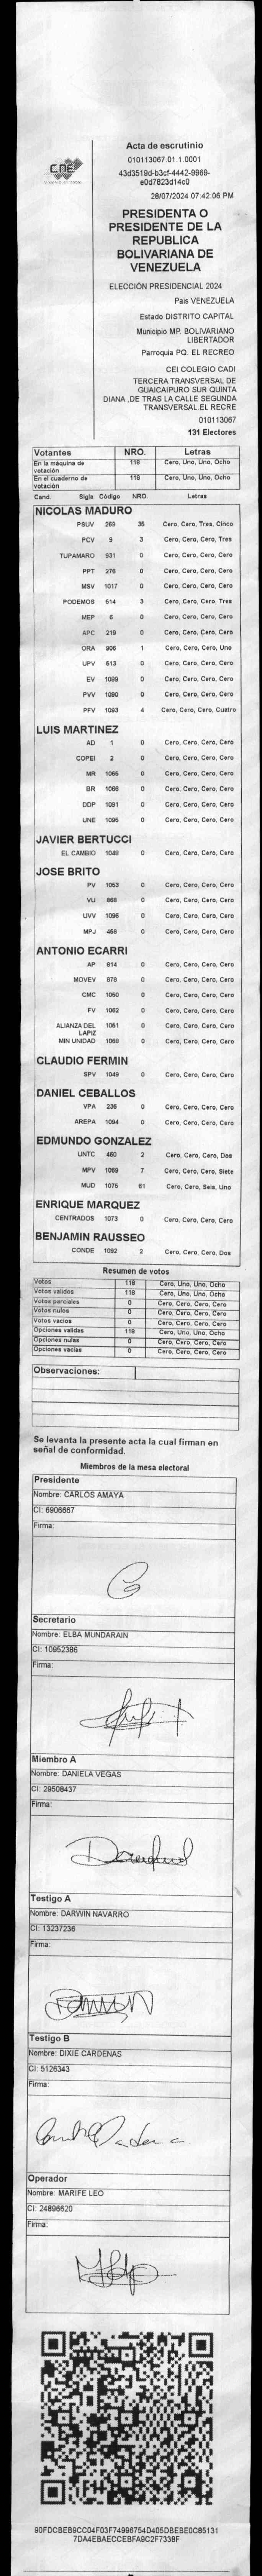 CNE
Acta de escrutinio
010113067.01.1.0001
43d3519d-b3cf-4442-9969-
e0d7823d14c0
28/07/2024 07:42:06 PM
PRESIDENTA O
PRESIDENTE DE LA
REPUBLICA
BOLIVARIANA DE
VENEZUELA
ELECCIÓN PRESIDENCIAL 2024
Pais VENEZUELA
Estado DISTRITO CAPITAL
Municipio MP. BOLIVARIANO
LIBERTADOR
Parroquia PQ. EL RECREO
CEI COLEGIO CADI
TERCERA TRANSVERSAL DE
GUAICAIPURO SUR QUINTA
DIANA ,DE TRAS LA CALLE SEGUNDA
TRANSVERSAL EL RECRE
010113067
131 Electores
Votantes NRO. Letras
En la máquina de votación 118 Cero, Uno, Uno, Ocho
En el cuaderno de votación 118 Cero, Uno, Uno, Ocho
Cand. Sigla Código NRO. Letras
NICOLAS MADURO
PSUV 269 35 Cero, Cero, Tres, Cinco
PCV 9 3 Cero, Cero, Cero, Tres
TUPAMARO 931 0 Cero, Cero, Cero, Cero
PPT 276 0 Cero, Cero, Cero, Cero
MSV 1017 0 Cero, Cero, Cero, Cero
PODEMOS 514 3 Cero, Cero, Cero, Tres
MEP 6 0 Cero, Cero, Cero, Cero
APC 219 0 Cero, Cero, Cero, Cero
ORA 906 1 Cero, Cero, Cero, Uno
UPV 513 0 Cero, Cero, Cero, Cero
EV 1089 0 Cero, Cero, Cero, Cero
PVV 1090 0 Cero, Cero, Cero, Cero
PFV 1093 4 Cero, Cero, Cero, Cuatro
LUIS MARTINEZ
AD 1 0 Cero, Cero, Cero, Cero
COPEI 2 0 Cero, Cero, Cero, Cero
MR 1065 0 Cero, Cero, Cero, Cero
BR 1088 0 Cero, Cero, Cero, Cero
DDP 1091 0 Cero, Cero, Cero, Cero
UNE 1095 0 Cero, Cero, Cero, Cero
JAVIER BERTUCCI
EL CAMBIO 1048 0 Cero, Cero, Cero, Cero
JOSE BRITO
PV 1053 0 Cero, Cero, Cero, Cero
VU 868 0 Cero, Cero, Cero, Cero
UVV 1096 0 Cero, Cero, Cero, Cero
MPJ 458 0 Cero, Cero, Cero, Cero
ANTONIO ECARRI
AP 814 0 Cero, Cero, Cero, Cero
MOVEV 878 0 Cero, Cero, Cero, Cero
CMC 1050 0 Cero, Cero, Cero, Cero
FV 1062 0 Cero, Cero, Cero, Cero
ALIANZA DEL LAPIZ 1051 0 Cero, Cero, Cero, Cero
MIN UNIDAD 1068 0 Cero, Cero, Cero, Cero
CLAUDIO FERMIN
SPV 1049 0 Cero, Cero, Cero, Cero
DANIEL CEBALLOS
VPA 236 0 Cero, Cero, Cero, Cero
AREPA 1094 0 Cero, Cero, Cero, Cero
EDMUNDO GONZALEZ
UNTC 460 2 Cero, Cero, Cero, Dos
MPV 1069 7 Cero, Cero, Cero, Siete
MUD 1075 61 Cero, Cero, Seis, Uno
ENRIQUE MARQUEZ
CENTRADOS 1073 0 Cero, Cero, Cero, Cero
BENJAMIN RAUSSEO
CONDE 1092 2 Cero, Cero, Cero, Dos
Resumen de votos
Votos 118 Cero, Uno, Uno, Ocho
Votos válidos 118 Cero, Uno, Uno, Ocho
Votos parciales 0 Cero, Cero, Cero, Cero
Votos nulos 0 Cero, Cero, Cero, Cero
Votos vacíos 0 Cero, Cero, Cero, Cero
Opciones validas 118 Cero, Uno, Uno, Ocho
Opciones nulas 0 Cero, Cero, Cero, Cero
Opciones vacias 0 Cero, Cero, Cero, Cero
Observaciones:
Se levanta la presente acta la cual firman en
señal de conformidad.
Miembros de la mesa electoral
Presidente
Nombre: CARLOS AMAYA
CI: 6906667
Firma:
Secretario
Nombre: ELBA MUNDARAIN
CI: 10952386
Firma:
Miembro A
Nombre: DANIELA VEGAS
CI: 29508437
Firma:
Testigo A
Nombre: DARWIN NAVARRO
CI: 13237236
Firma:
Testigo B
Nombre: DIXIE CARDENAS
CI: 5126343
Firma:
Operador
Nombre: MARIFE LEO
CI: 24896620
Firma:
90FDCBEB9CC04F03F74996754D405DBEBE0C85131
7DA4EBAECCEBFA9C2F7338F